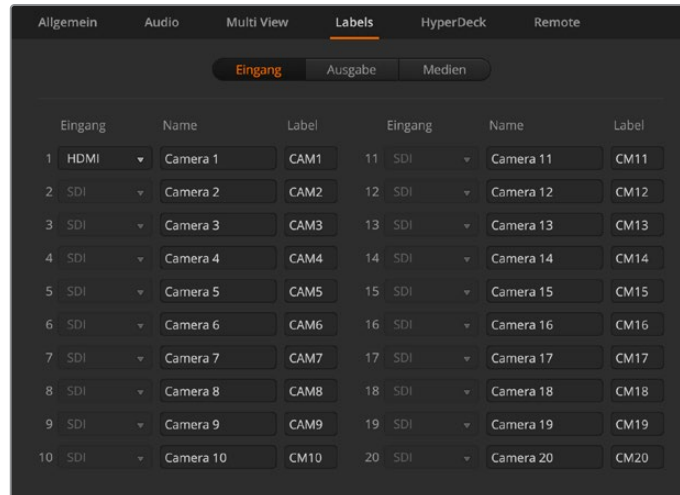 Allgemein Audio Multi View Labels HyperDeck Remote
Eingang Ausgabe Medien
Eingang Name Label Eingang Name Label
1 HDMI Camera 1 CAM1 11 SDI Camera 11 CM11
2 SDI Camera 2 CAM2 12 SDI Camera 12 CM12
3 SDI Camera 3 CAM3 13 SDI Camera 13 CM13
4 SDI Camera 4 CAM4 14 SDI Camera 14 CM14
5 SDI Camera 5 CAM5 15 SDI Camera 15 CM15
6 SDI Camera 6 CAM6 16 SDI Camera 16 CM16
7 SDI Camera 7 CAM7 17 SDI Camera 17 CM17
8 SDI Camera 8 CAM8 18 SDI Camera 18 CM18
9 SDI Camera 9 CAM9 19 SDI Camera 19 CM19
10 SDI Camera 10 CM10 20 SDI Camera 20 CM20